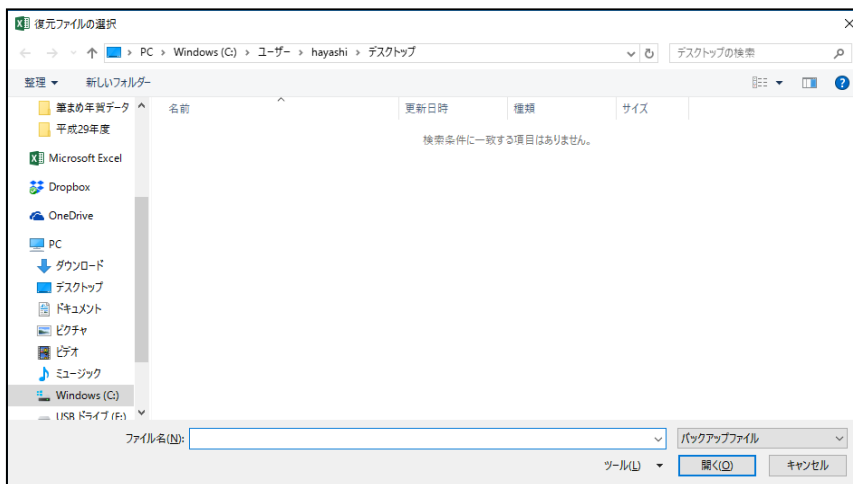 復元ファイルの選択
PC › Windows (C:) › ユーザー › hayashi › デスクトップ
デスクトップの検索
整理 新しいフォルダー
名前 更新日時 種類 サイズ
検索条件に一致する項目はありません。
筆まめ年賀データ
平成29年度
Microsoft Excel
Dropbox
OneDrive
PC
ダウンロード
デスクトップ
ドキュメント
ピクチャ
ビデオ
ミュージック
Windows (C:)
USB ドライブ (F:)
ファイル名(N):
バックアップファイル
ツール(L) 開く(O) キャンセル